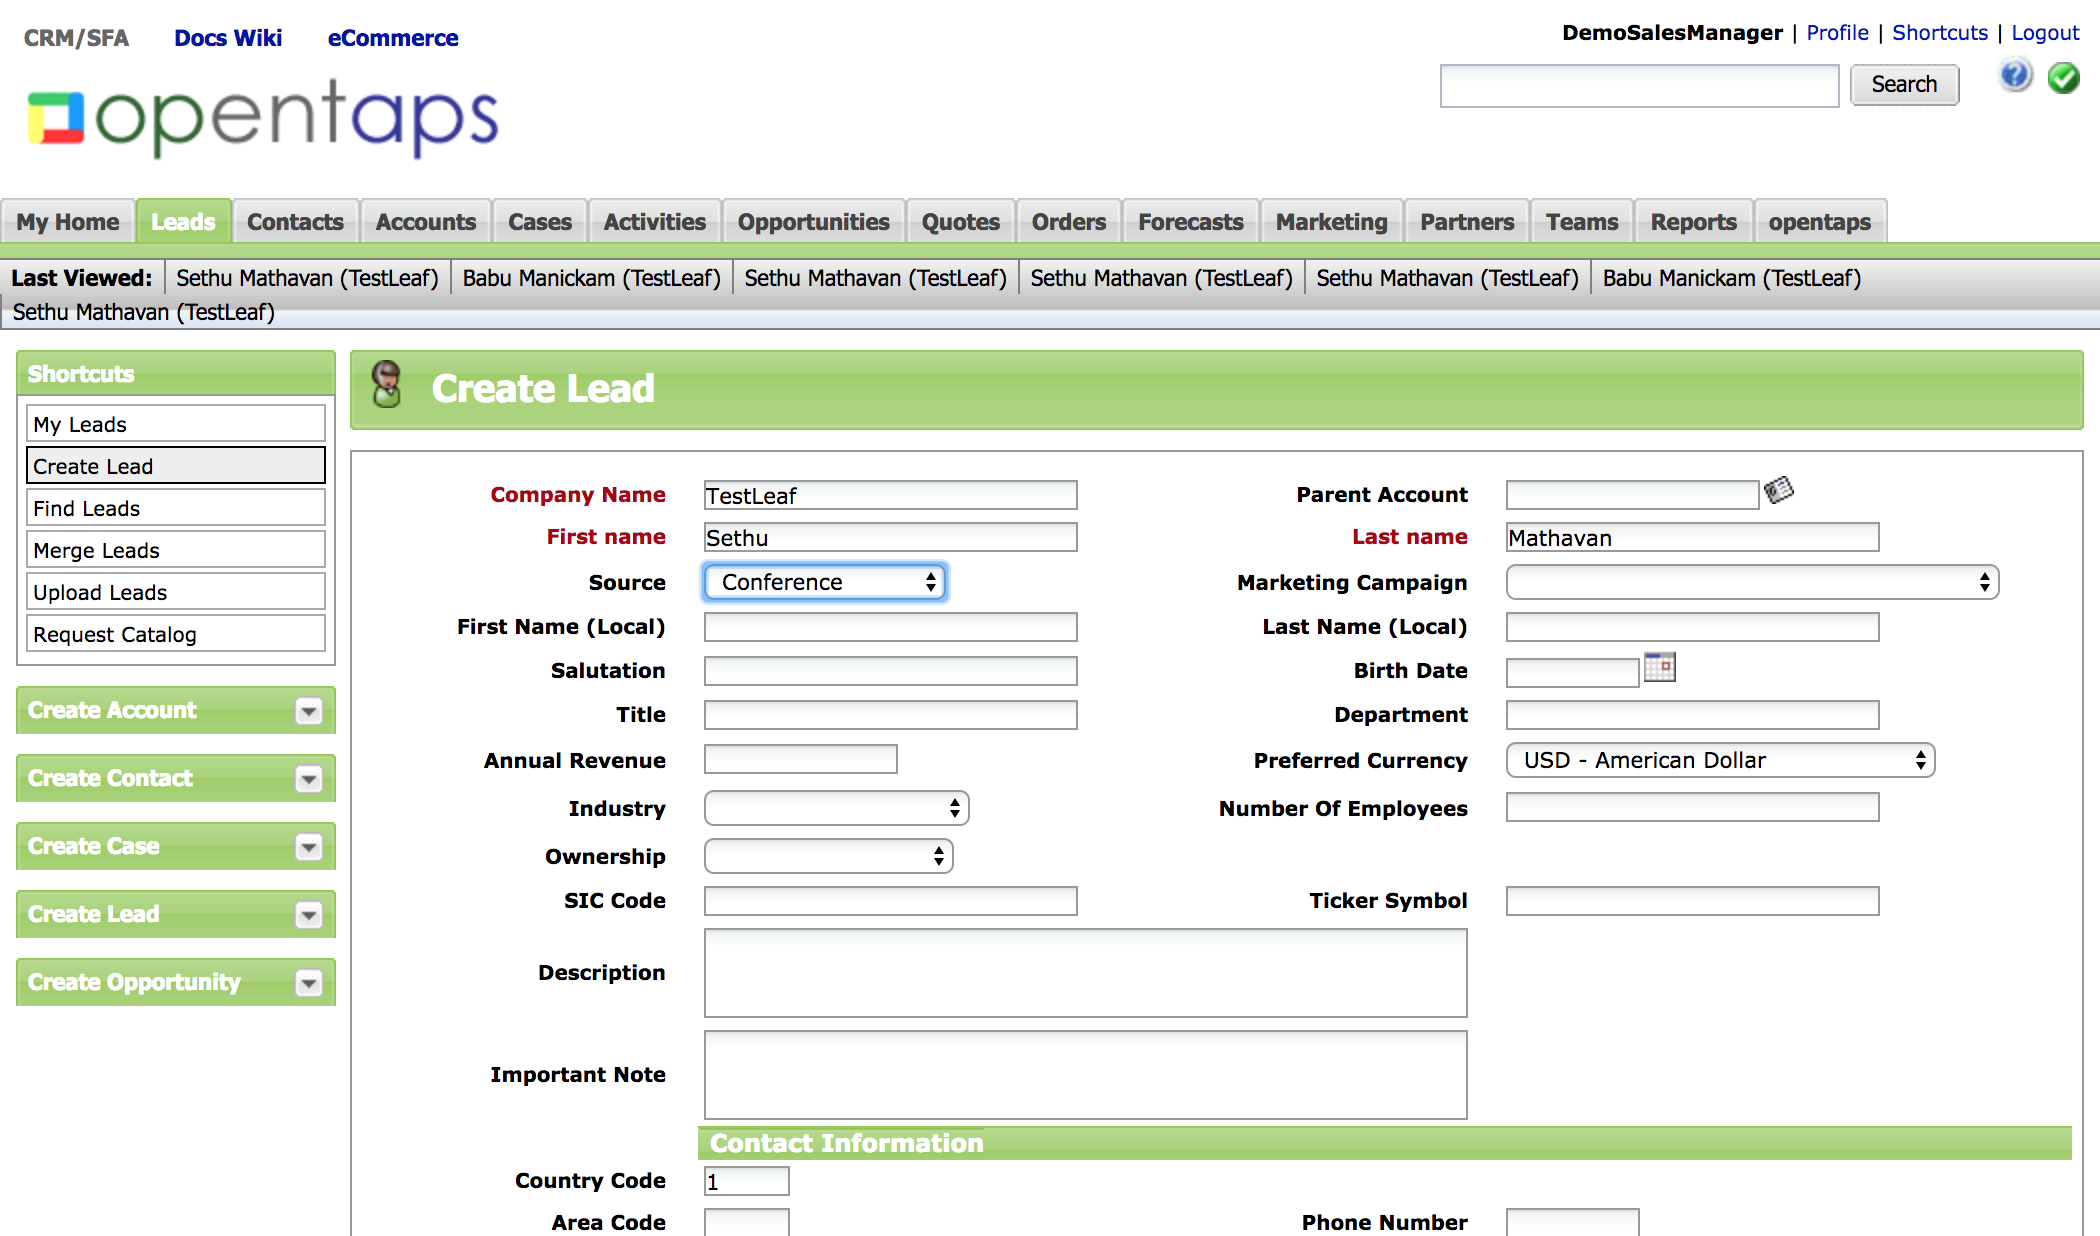 CRM/SFA Docs Wiki eCommerce
DemoSalesManager | Profile | Shortcuts | Logout
opentaps
Search
My Home Leads Contacts Accounts Cases Activities Opportunities Quotes Orders Forecasts Marketing Partners Teams Reports opentaps
Last Viewed: Sethu Mathavan (TestLeaf) Babu Manickam (TestLeaf) Sethu Mathavan (TestLeaf) Sethu Mathavan (TestLeaf) Sethu Mathavan (TestLeaf) Babu Manickam (TestLeaf)
Sethu Mathavan (TestLeaf)
Shortcuts
My Leads
Create Lead
Find Leads
Merge Leads
Upload Leads
Request Catalog
Create Account
Create Contact
Create Case
Create Lead
Create Opportunity
Create Lead
Company Name TestLeaf Parent Account
First name Sethu Last name Mathavan
Source Conference Marketing Campaign
First Name (Local) Last Name (Local)
Salutation Birth Date
Title Department
Annual Revenue Preferred Currency USD - American Dollar
Industry Number Of Employees
Ownership
SIC Code Ticker Symbol
Description
Important Note
Contact Information
Country Code 1
Area Code Phone Number